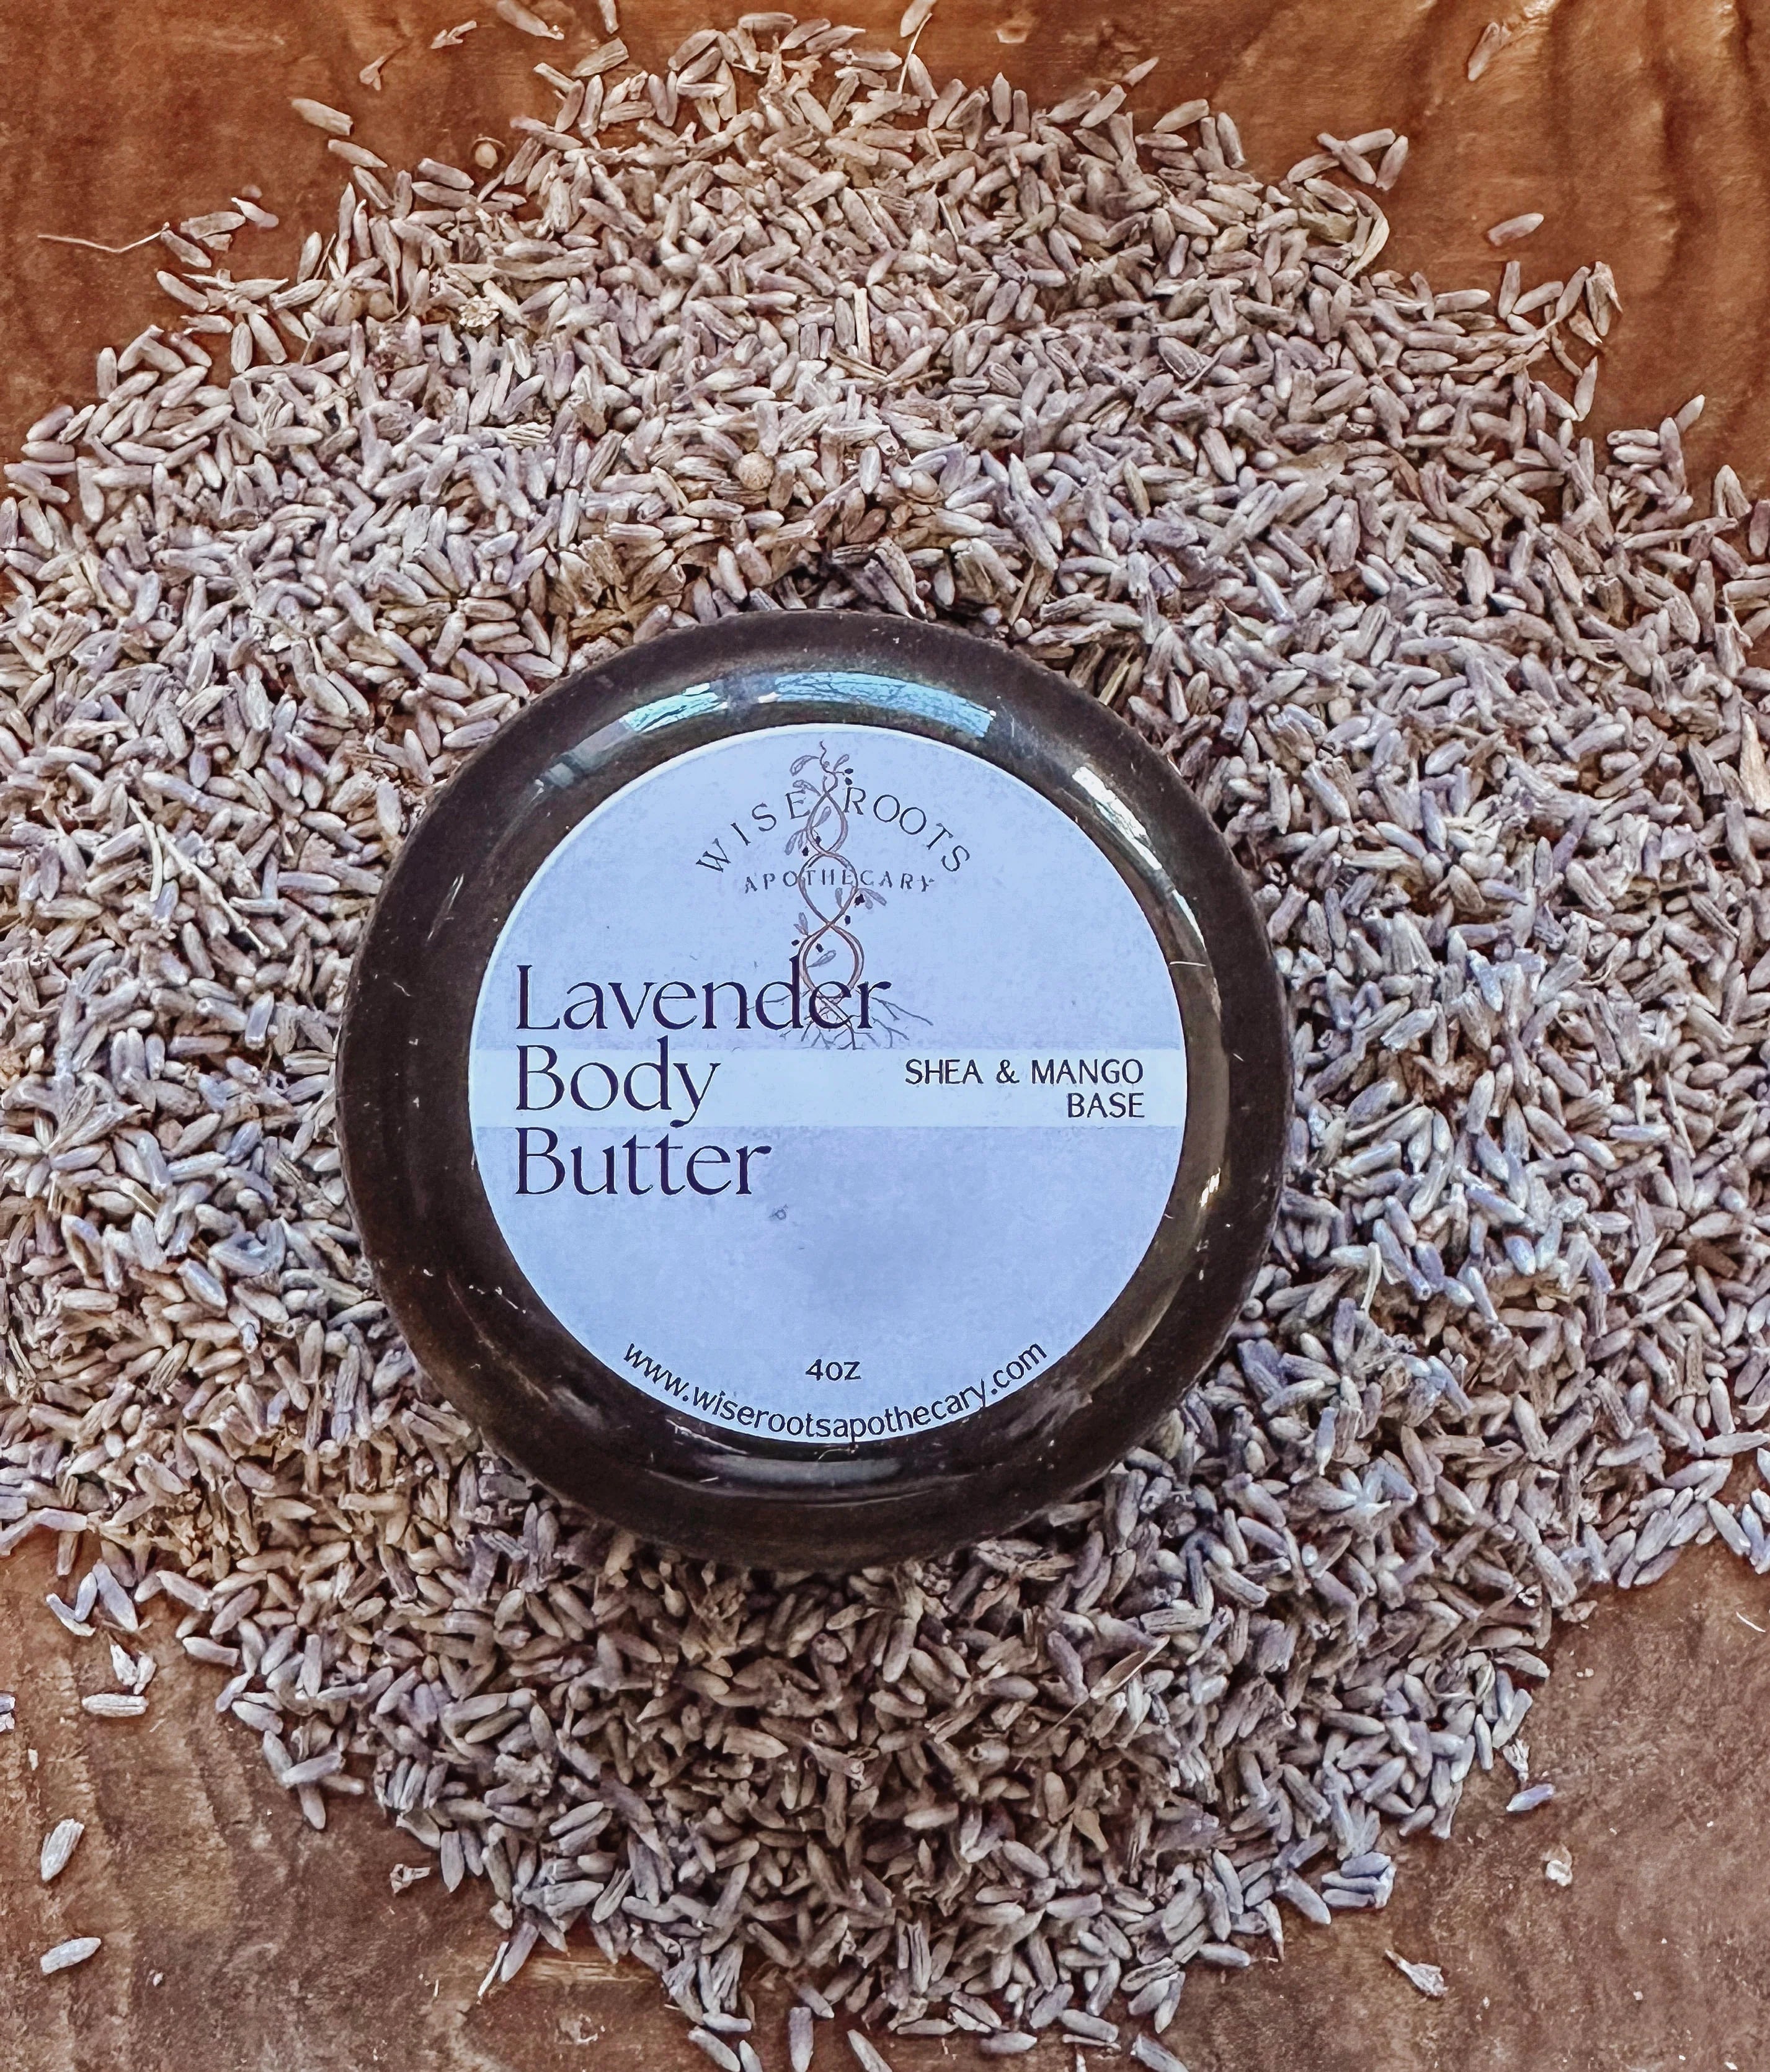 WISE ROOTS
APOTHECARY
Lavender
Body
Butter
SHEA & MANGO
BASE
4oz
www.wiserootsapothecary.com